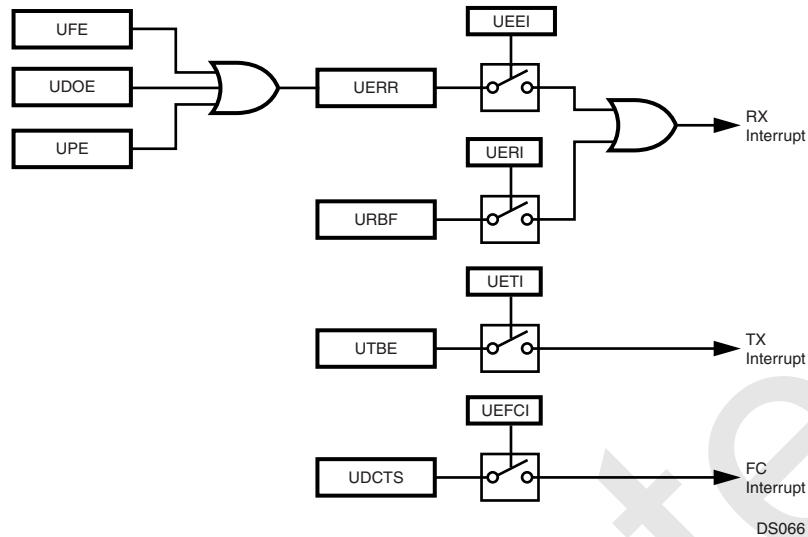 UFE
UDOE
UPE
UERR
UEEI
UERI
URBF
RX
Interrupt
UETI
UTBE
TX
Interrupt
UEFCI
UDCTS
FC
Interrupt
DS066